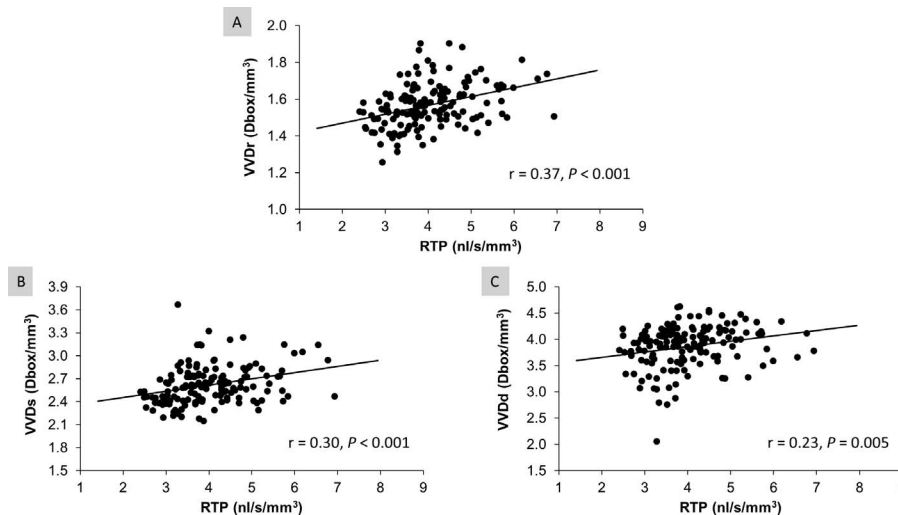 A
2.0
1.8
1.6
1.4
1.2
1.0
VVDr (Dbox/mm³)
r = 0.37, P < 0.001
1 2 3 4 5 6 7 8 9
RTP (nl/s/mm³)
B
3.9
3.6
3.3
3.0
2.7
2.4
2.1
1.8
1.5
VVDs (Dbox/mm³)
r = 0.30, P < 0.001
1 2 3 4 5 6 7 8 9
RTP (nl/s/mm³)
C
5.0
4.5
4.0
3.5
3.0
2.5
2.0
1.5
VVDd (Dbox/mm³)
r = 0.23, P = 0.005
1 2 3 4 5 6 7 8
RTP (nl/s/mm³)